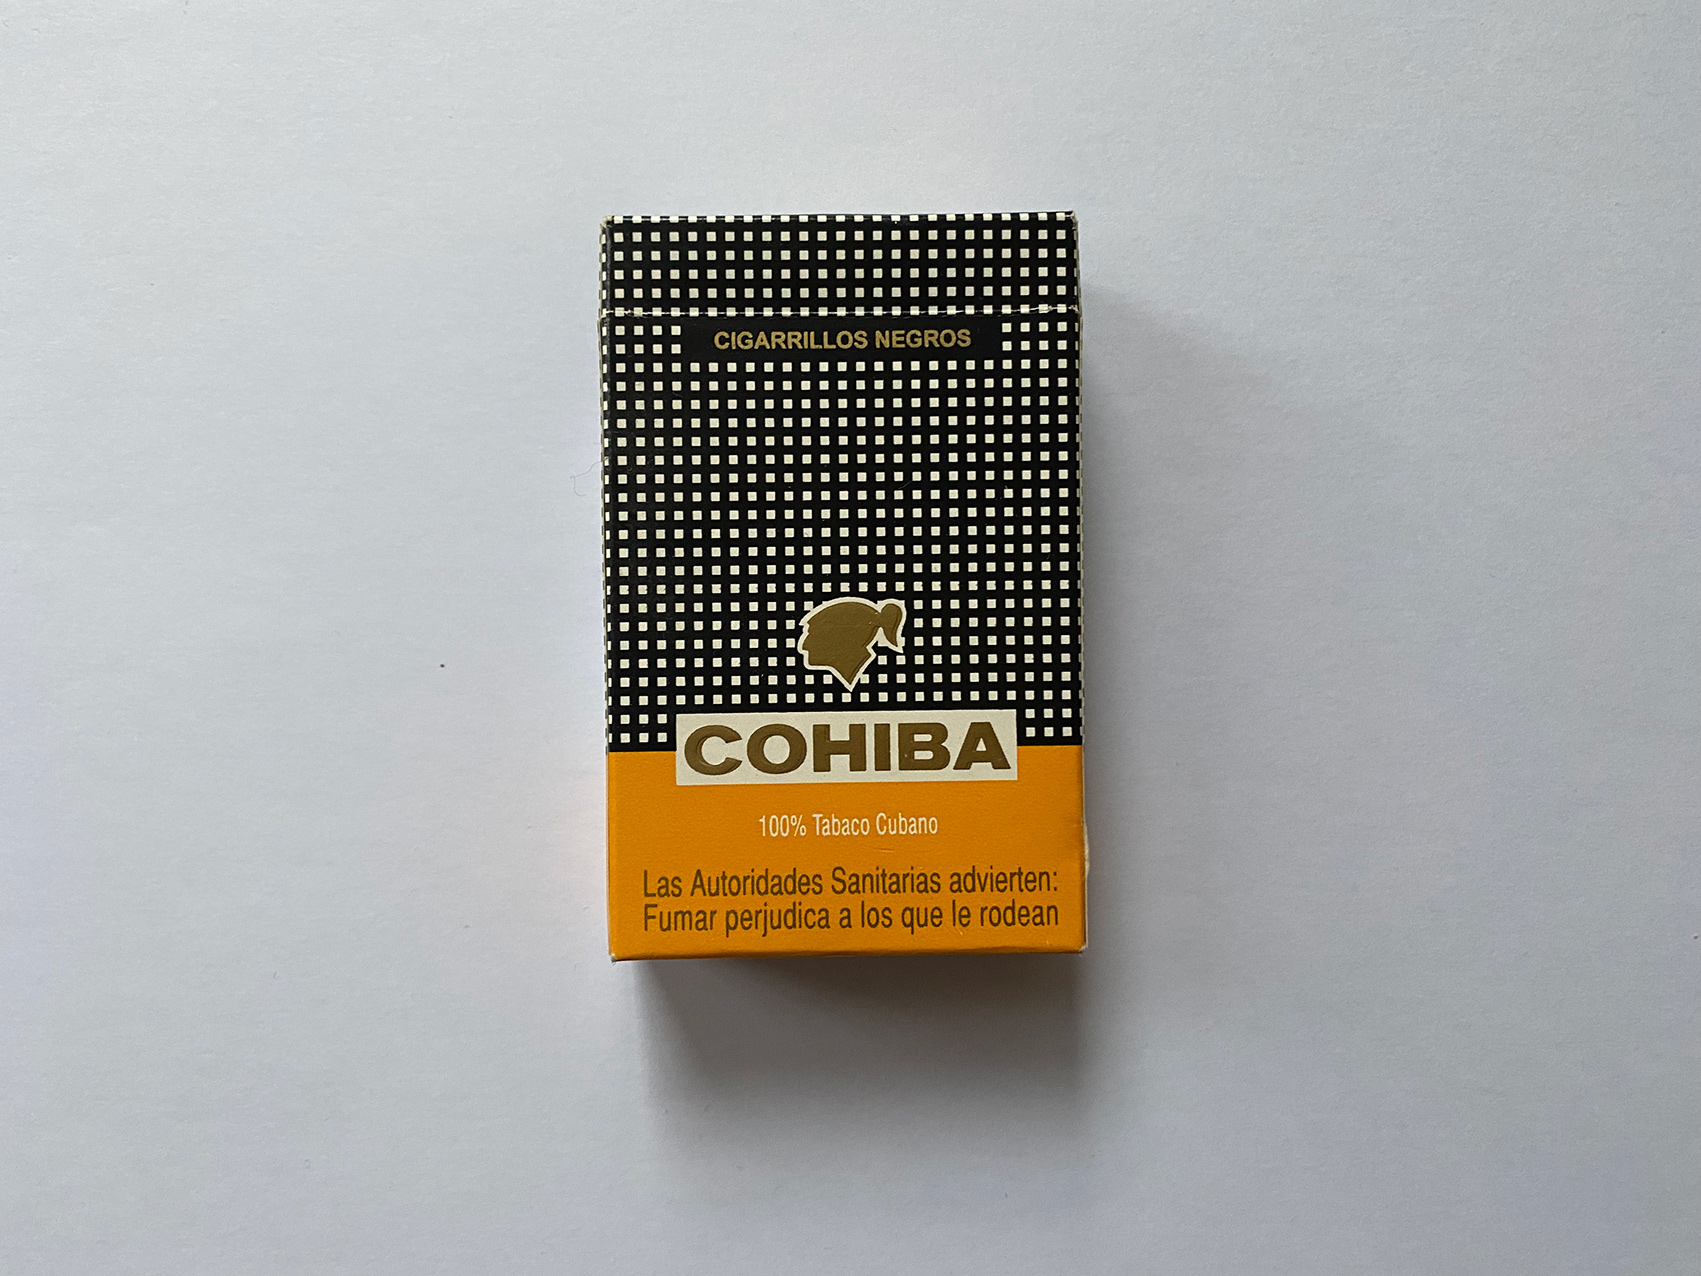 CIGARRILLOS NEGROS
COHIBA
100% Tabaco Cubano
Las Autoridades Sanitarias advierten:
Fumar perjudica a los que le rodean